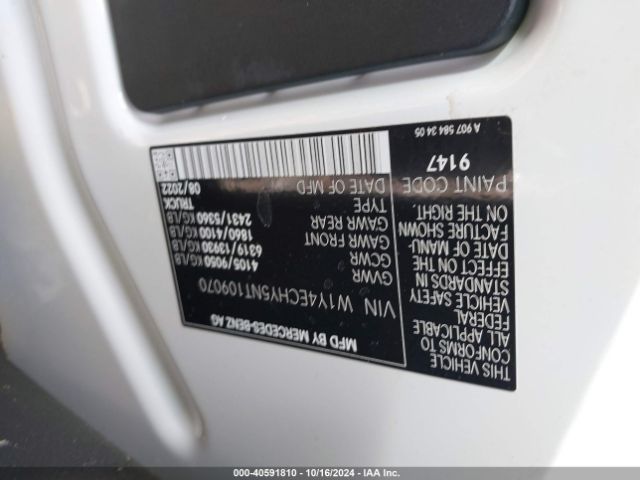 MFD BY MERCEDES-BENZ AG
VIN W1Y4ECHY5NT109070
GVWR 4105/9050 KG/LB
GCWR 6319/13930 KG/LB
GAWR FRONT 1860/4100 KG/LB
GAWR REAR 2431/5360 KG/LB
TYPE TRUCK
DATE OF MFD 08/2022
THIS VEHICLE
CONFORMS TO
ALL APPLICABLE
FEDERAL
VEHICLE SAFETY
STANDARDS IN
EFFECT ON THE
DATE OF MANU-
FACTURE SHOWN
ON THE RIGHT.
PAINT CODE
9147
A 907 584 34 05
000-40591810 / 10/16/2024 - IAA Inc.